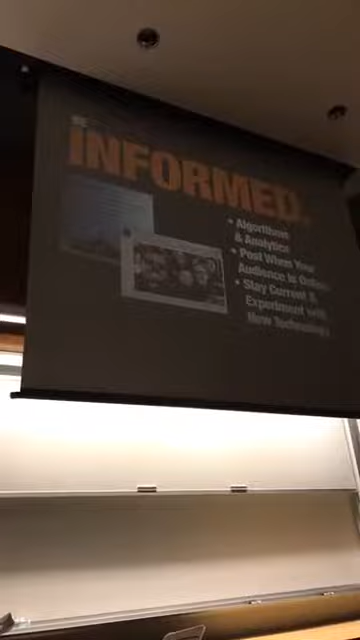 INFORMED.
• Algorithms
& Analytics
• Post When Your
Audience Is Online
• Stay Current &
Experiment with
New Technology